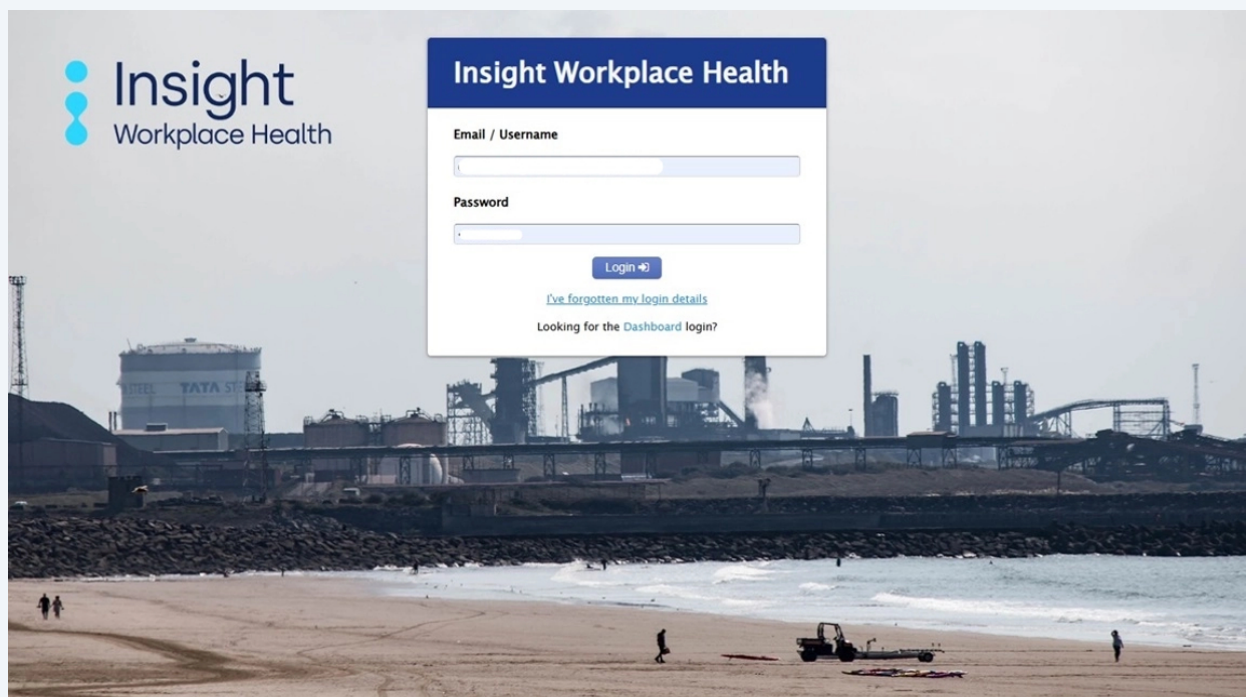 Insight
Workplace Health
Insight Workplace Health
Email / Username
Password
Login
I've forgotten my login details
Looking for the Dashboard login?
TATA